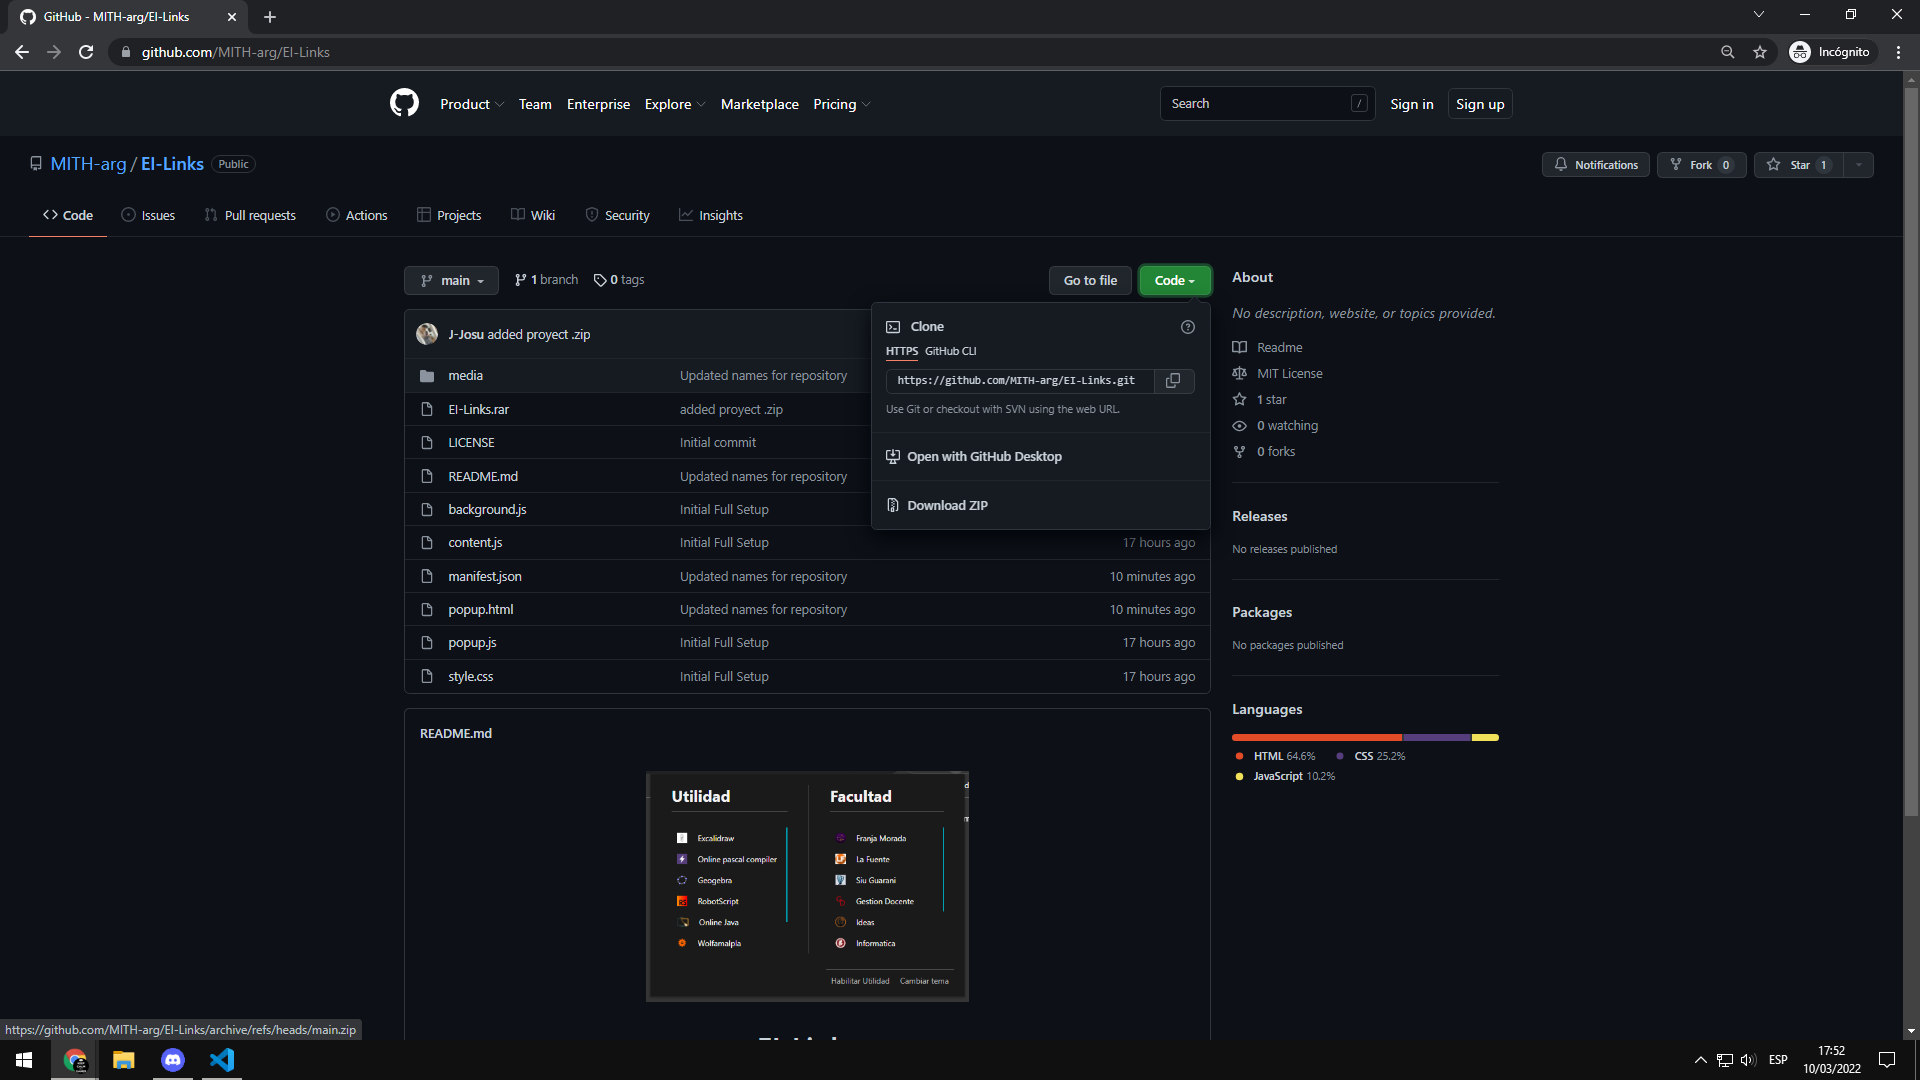 GitHub - MITH-arg/EI-Links
github.com/MITH-arg/EI-Links
Incógnito
Product Team Enterprise Explore Marketplace Pricing
Search /
Sign in Sign up
MITH-arg / EI-Links Public
Notifications Fork 0 Star 1
Code Issues Pull requests Actions Projects Wiki Security Insights
main 1 branch 0 tags
Go to file Code
J-Josu added proyect .zip
media Updated names for repository
EI-Links.rar added proyect .zip
LICENSE Initial commit
README.md Updated names for repository
background.js Initial Full Setup
content.js Initial Full Setup 17 hours ago
manifest.json Updated names for repository 10 minutes ago
popup.html Updated names for repository 10 minutes ago
popup.js Initial Full Setup 17 hours ago
style.css Initial Full Setup 17 hours ago
Clone
HTTPS GitHub CLI
https://github.com/MITH-arg/EI-Links.git
Use Git or checkout with SVN using the web URL.
Open with GitHub Desktop
Download ZIP
About
No description, website, or topics provided.
Readme
MIT License
1 star
0 watching
0 forks
Releases
No releases published
Packages
No packages published
Languages
HTML 64.6% CSS 25.2%
JavaScript 10.2%
README.md
Utilidad
Excalidraw
Online pascal compiler
Geogebra
RobotScript
Online Java
Wolfamalpla
Facultad
Franja Morada
La Fuente
Siu Guarani
Gestion Docente
Ideas
Informatica
Habilitar Utilidad Cambiar tema
https://github.com/MITH-arg/EI-Links/archive/refs/heads/main.zip
ESP
17:52
10/03/2022